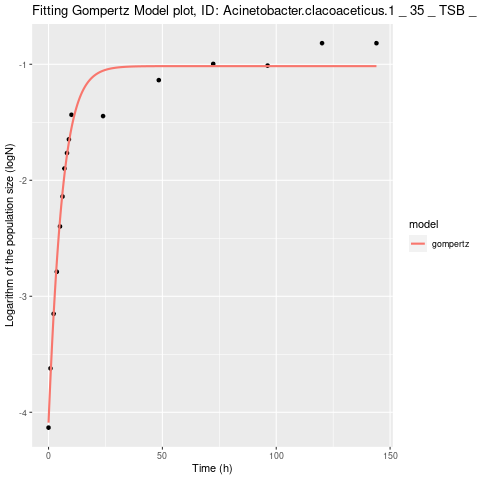 Fitting Gompertz Model plot, ID: Acinetobacter.clacoaceticus.1 _ 35 _ TSB _
Logarithm of the population size (logN)
-1
-2
-3
-4
0
50
100
150
Time (h)
model
gompertz